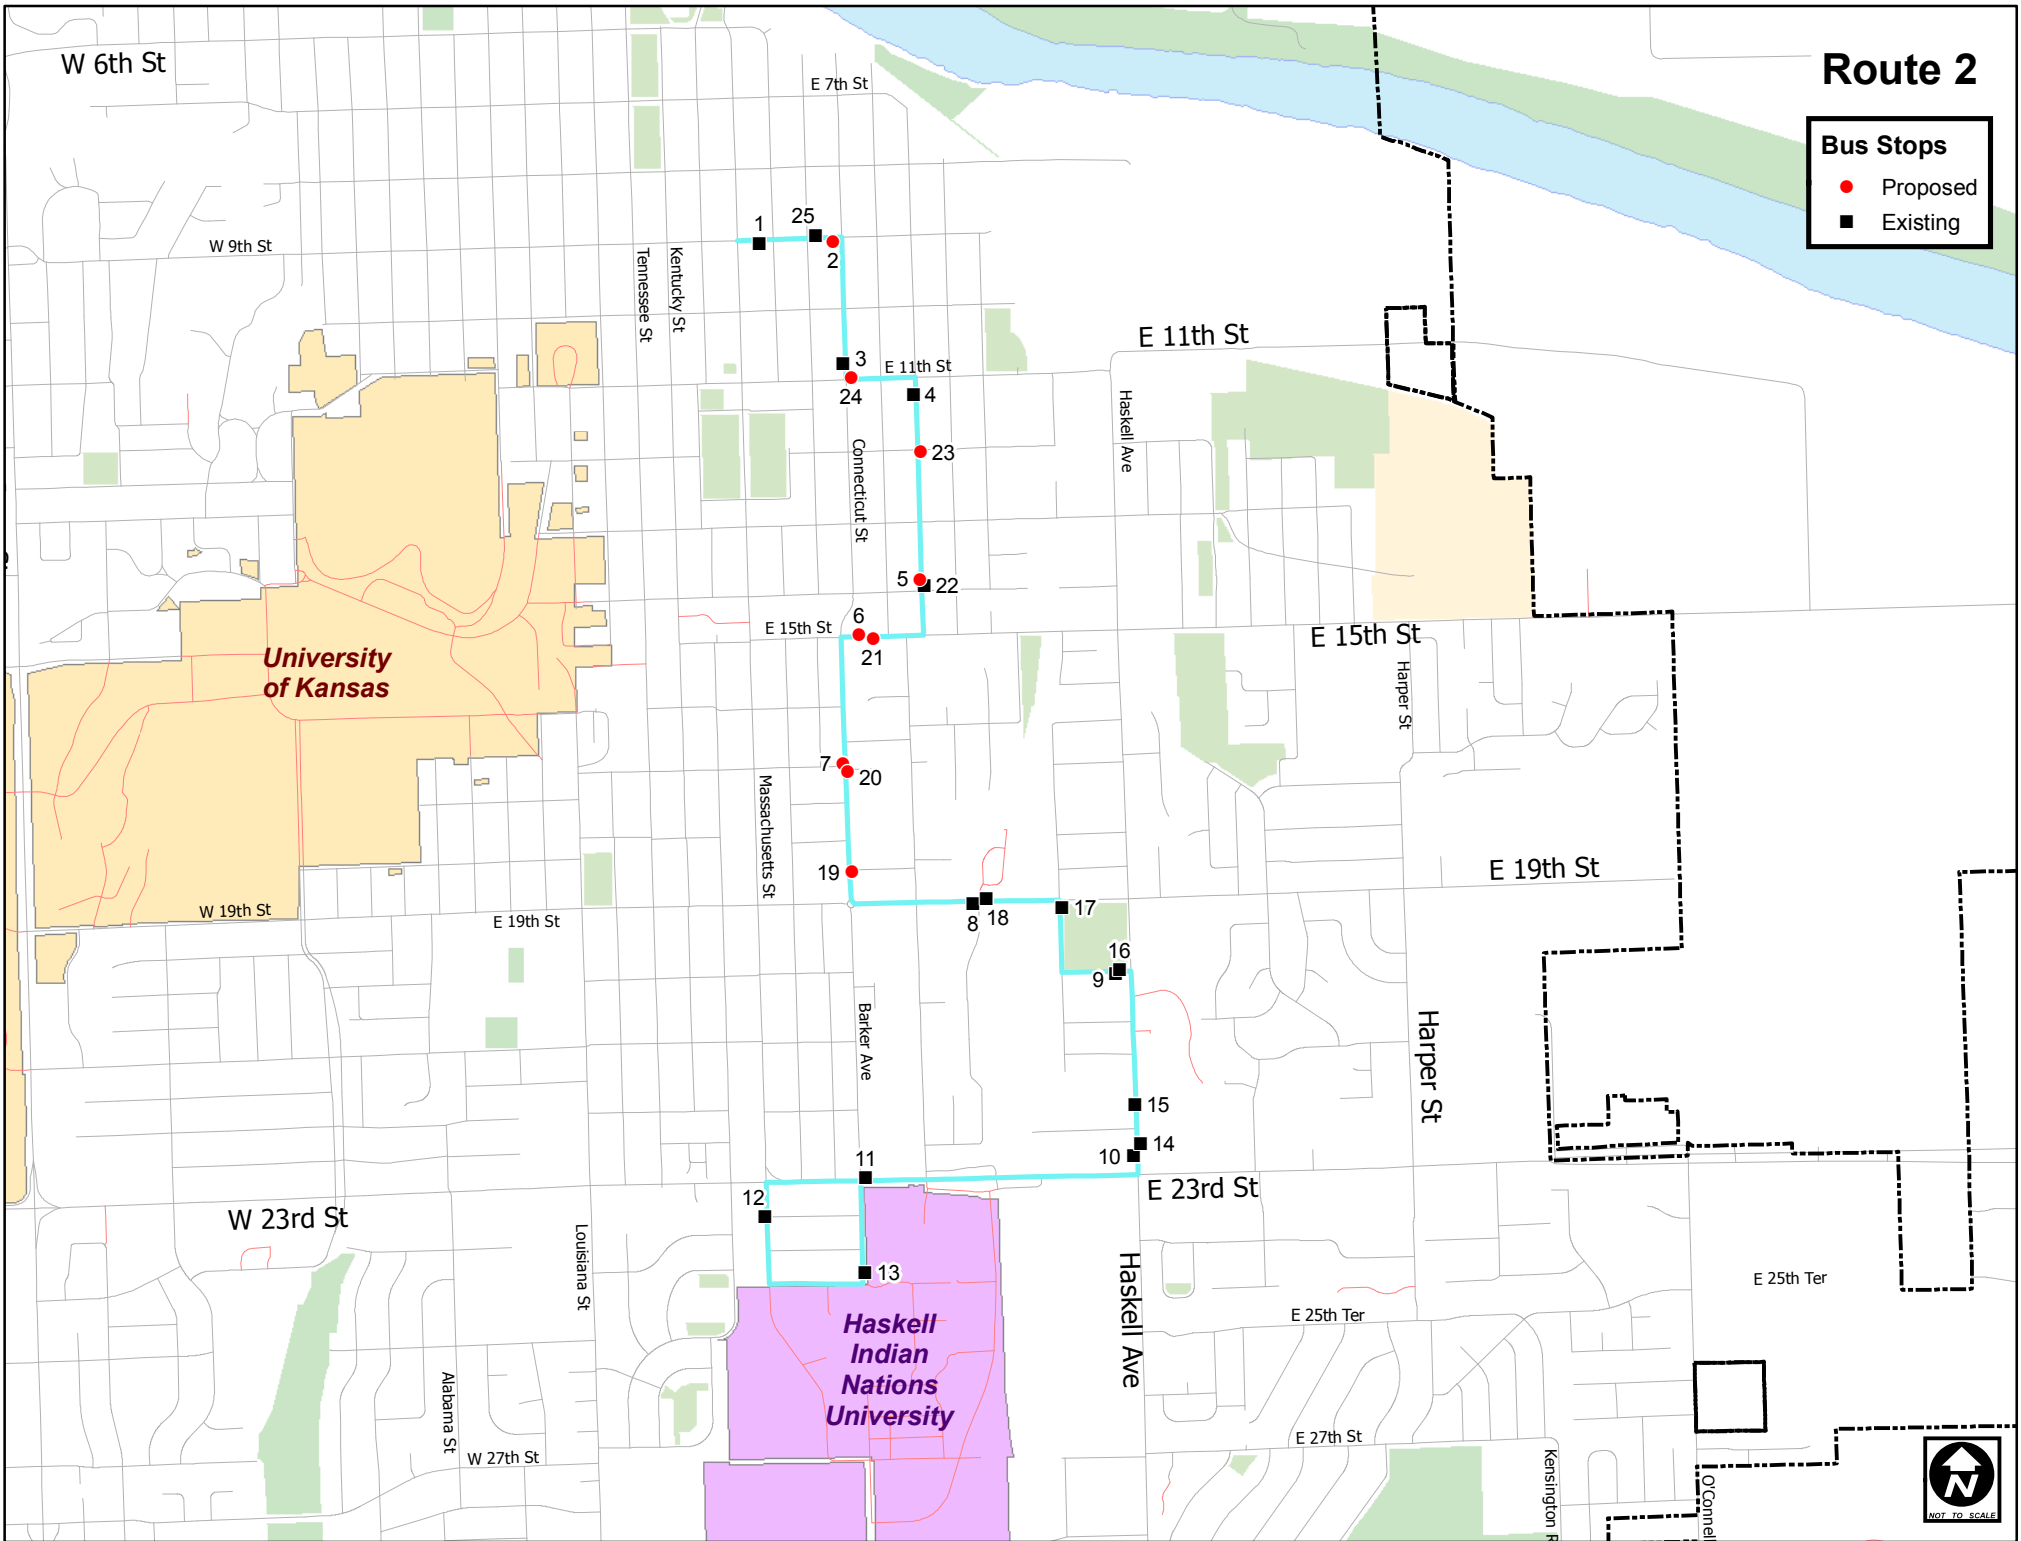 Route 2
Bus Stops
Proposed
Existing
W 6th St
E 7th St
W 9th St
1
25
2
Tennessee St
Kentucky St
3
E 11th St
24
4
E 11th St
Haskell Ave
Connecticut St
23
5
22
6
E 15th St
21
E 15th St
Harper St
University
of Kansas
7
20
Massachusetts St
19
E 19th St
W 19th St
E 19th St
8
18
17
16
9
Barker Ave
Harper St
15
14
10
11
E 23rd St
12
W 23rd St
Louisiana St
13
Haskell Ave
E 25th Ter
E 25th Ter
Haskell
Indian
Nations
University
Alabama St
W 27th St
E 27th St
Kensington R
O'Connell
N
NOT TO SCALE